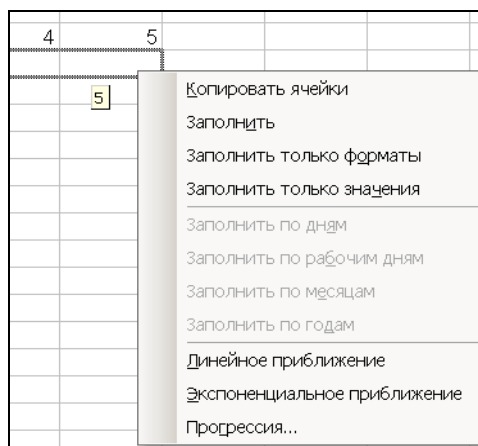 4 5
5
Копировать ячейки
Заполнить
Заполнить только форматы
Заполнить только значения
Заполнить по дням
Заполнить по рабочим дням
Заполнить по месяцам
Заполнить по годам
Линейное приближение
Экспоненциальное приближение
Прогрессия...